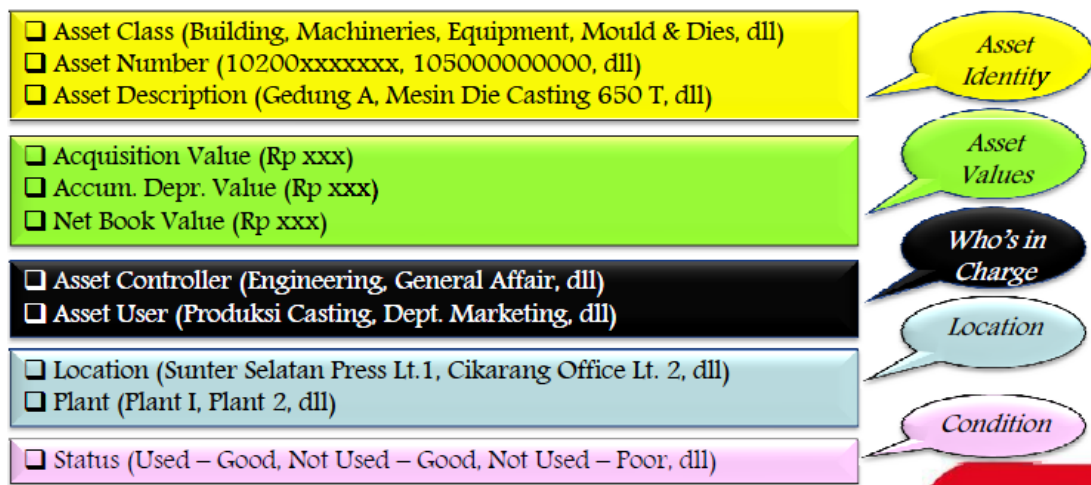 ❑ Asset Class (Building, Machineries, Equipment, Mould & Dies, dll)
❑ Asset Number (10200xxxxxxx, 105000000000, dll)
❑ Asset Description (Gedung A, Mesin Die Casting 650 T, dll)
Asset
Identity
❑ Acquisition Value (Rp xxx)
❑ Accum. Depr. Value (Rp xxx)
❑ Net Book Value (Rp xxx)
Asset
Values
❑ Asset Controller (Engineering, General Affair, dll)
❑ Asset User (Produksi Casting, Dept. Marketing, dll)
Who's in
Charge
❑ Location (Sunter Selatan Press Lt.1, Cikarang Office Lt. 2, dll)
❑ Plant (Plant I, Plant 2, dll)
Location
❑ Status (Used – Good, Not Used – Good, Not Used – Poor, dll)
Condition